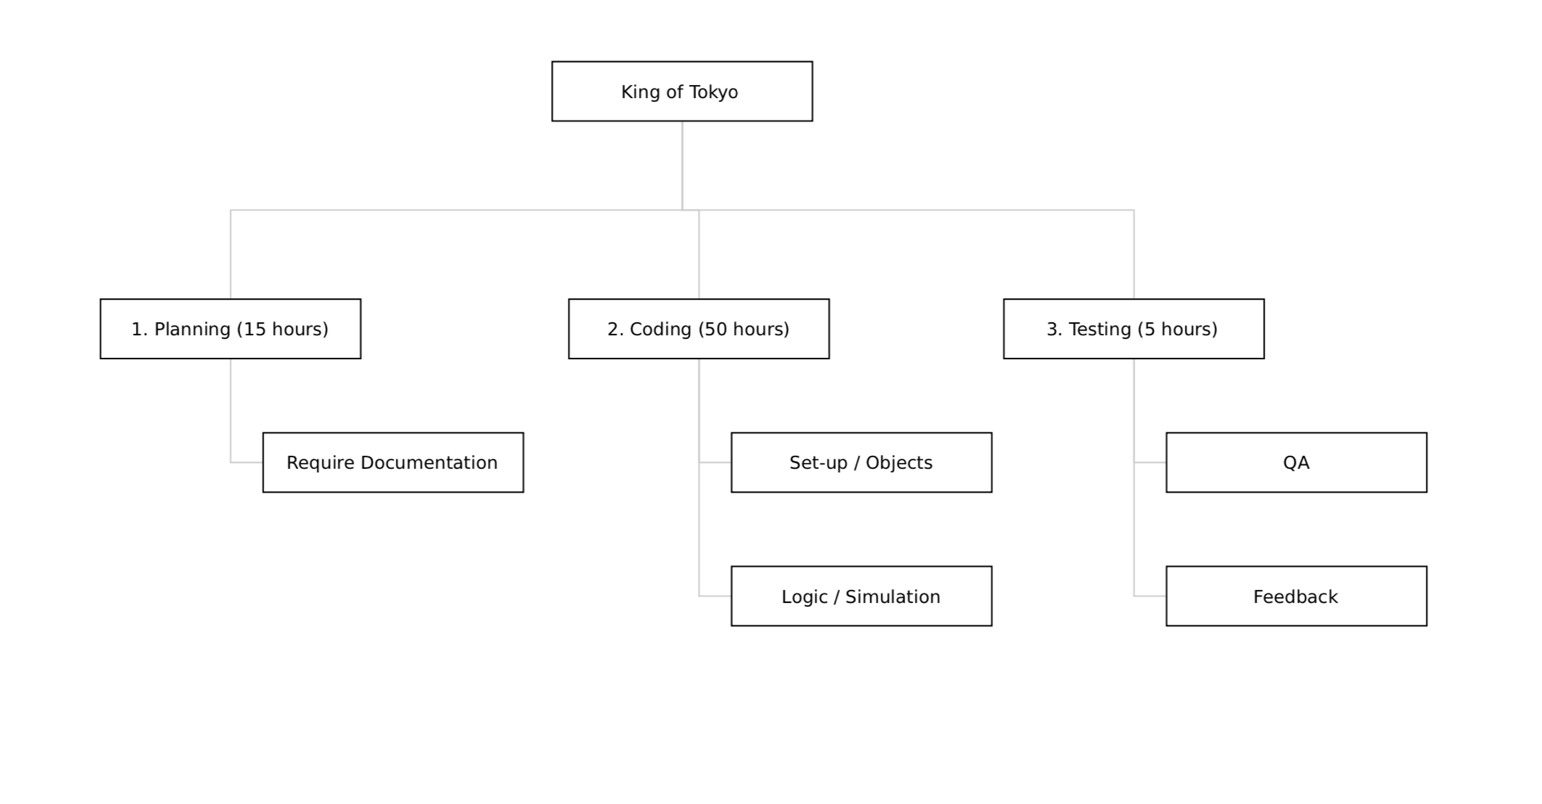 King of Tokyo
1. Planning (15 hours)
2. Coding (50 hours)
3. Testing (5 hours)
Require Documentation
Set-up / Objects
QA
Logic / Simulation
Feedback